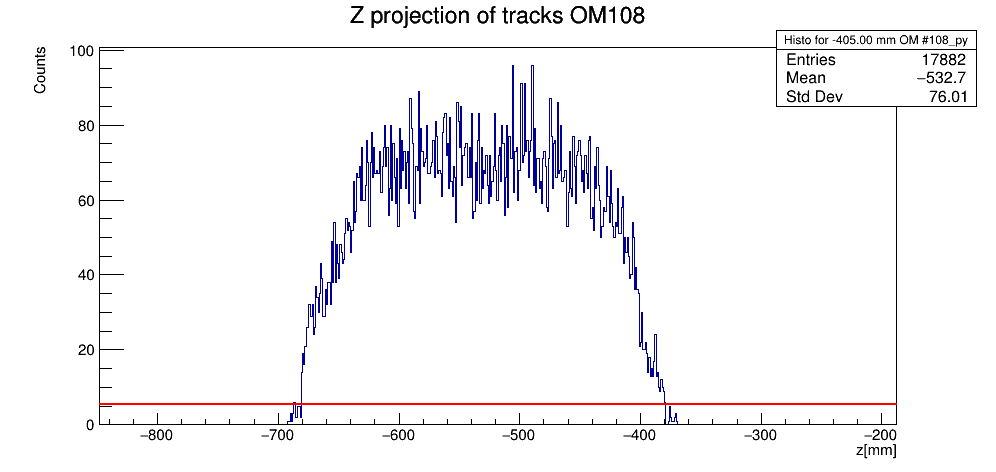 Z projection of tracks OM108
Histo for -405.00 mm OM #108_py
Entries 17882
Mean −532.7
Std Dev 76.01
Counts
100
80
60
40
20
0
−800 −700 −600 −500 −400 −300 −200
z[mm]